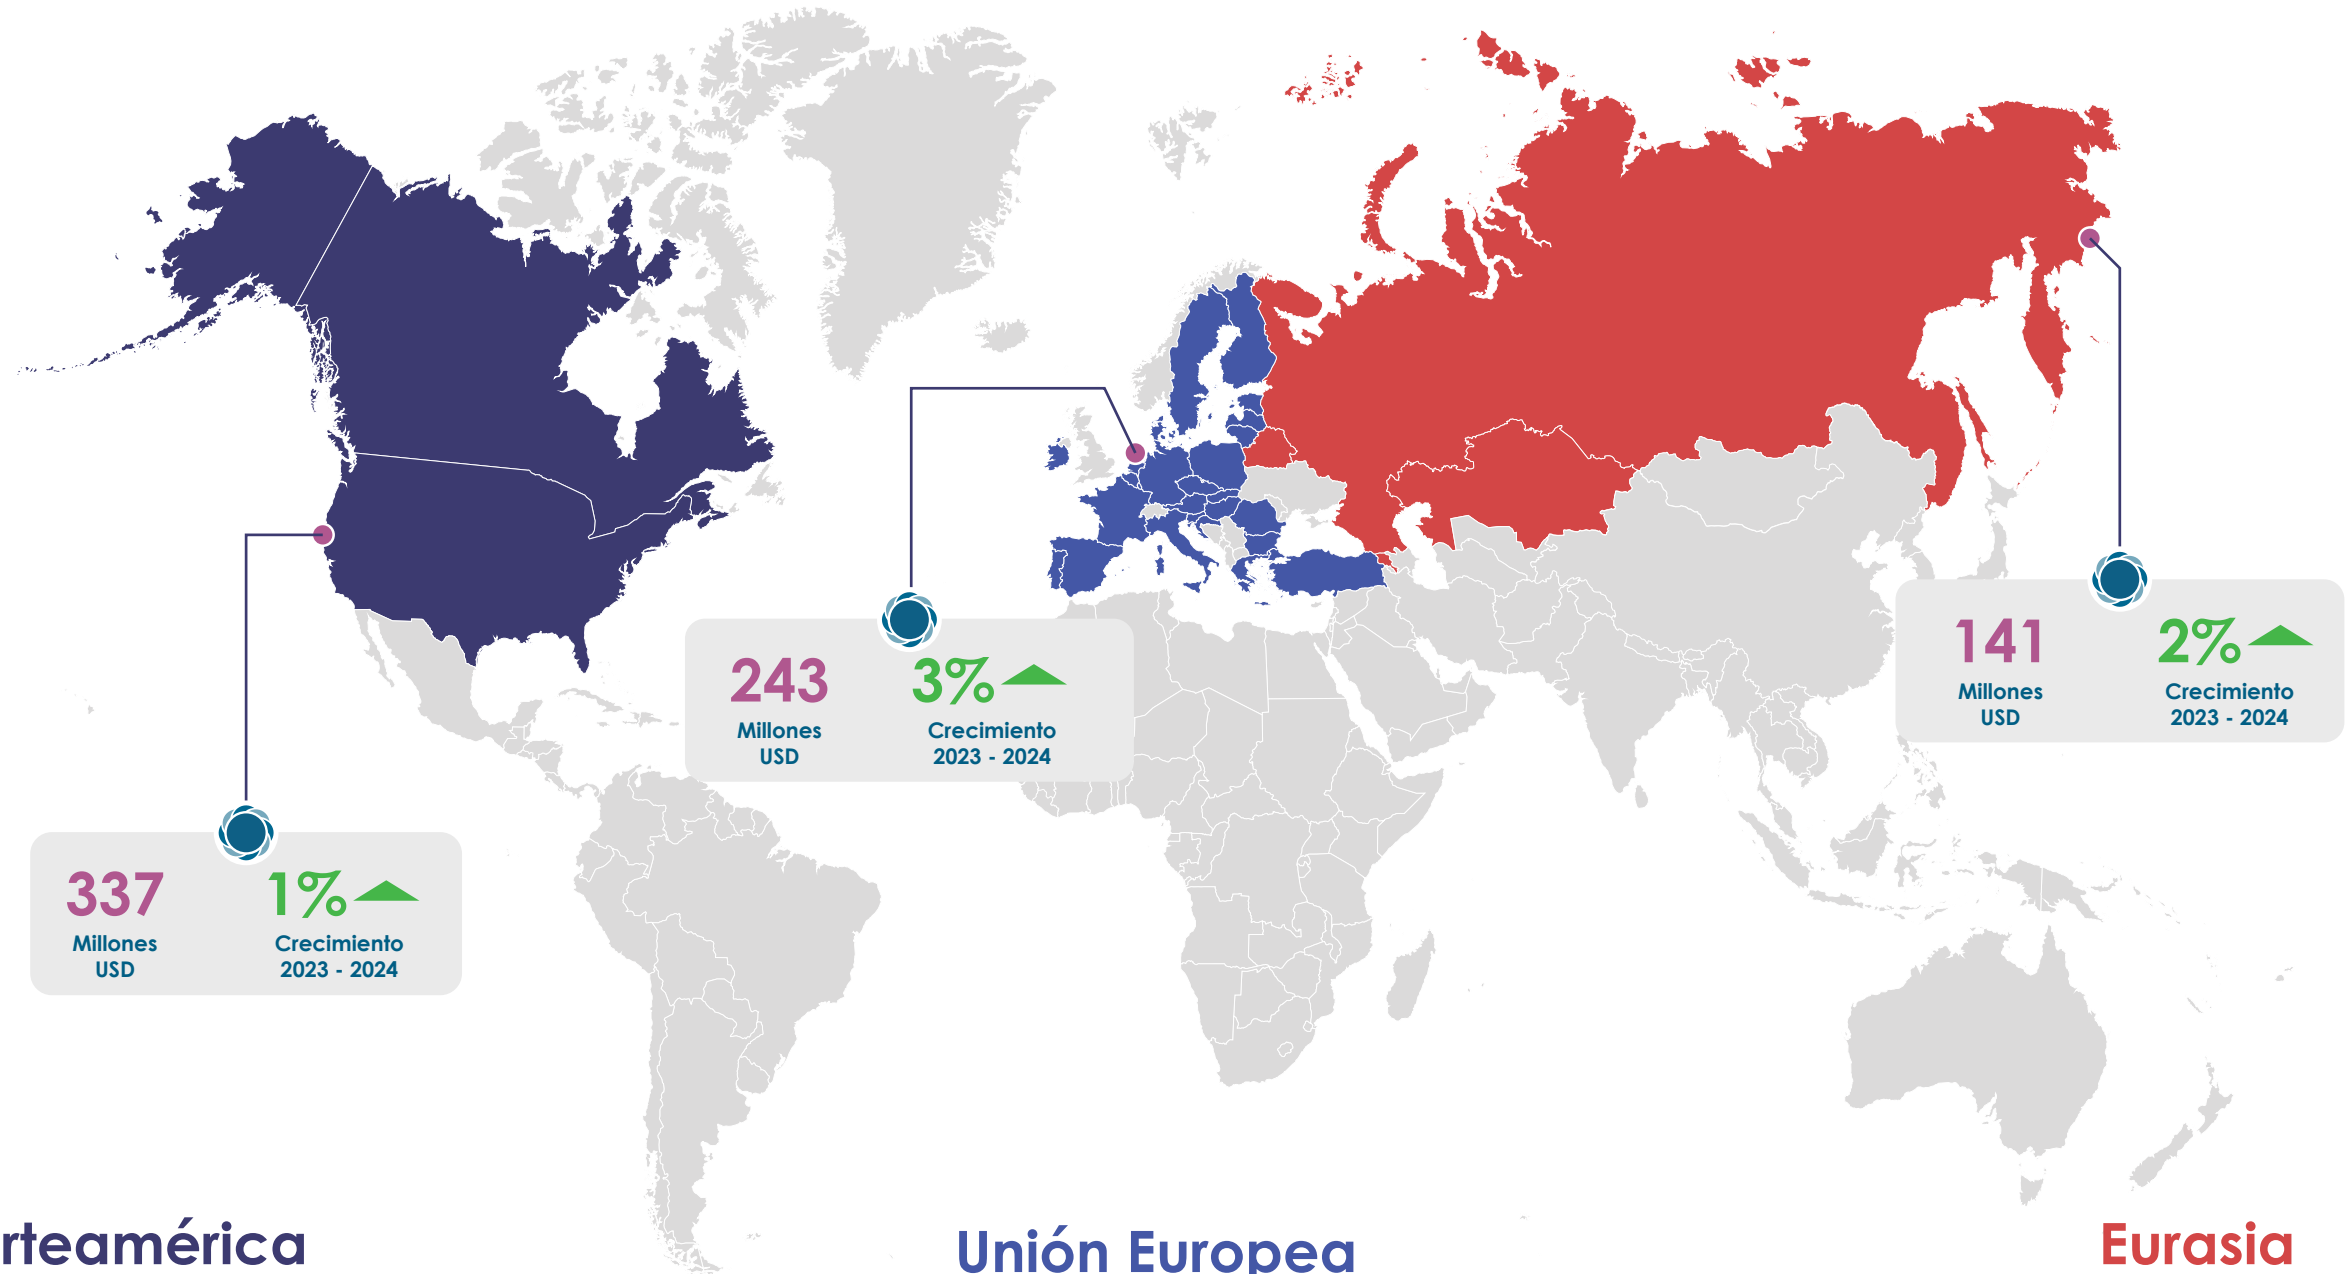 141
2%
Millones
USD
Crecimiento
2023 - 2024
243
3%
Millones
USD
Crecimiento
2023 - 2024
337
1%
Millones
USD
Crecimiento
2023 - 2024
rteamérica
Unión Europea
Eurasia